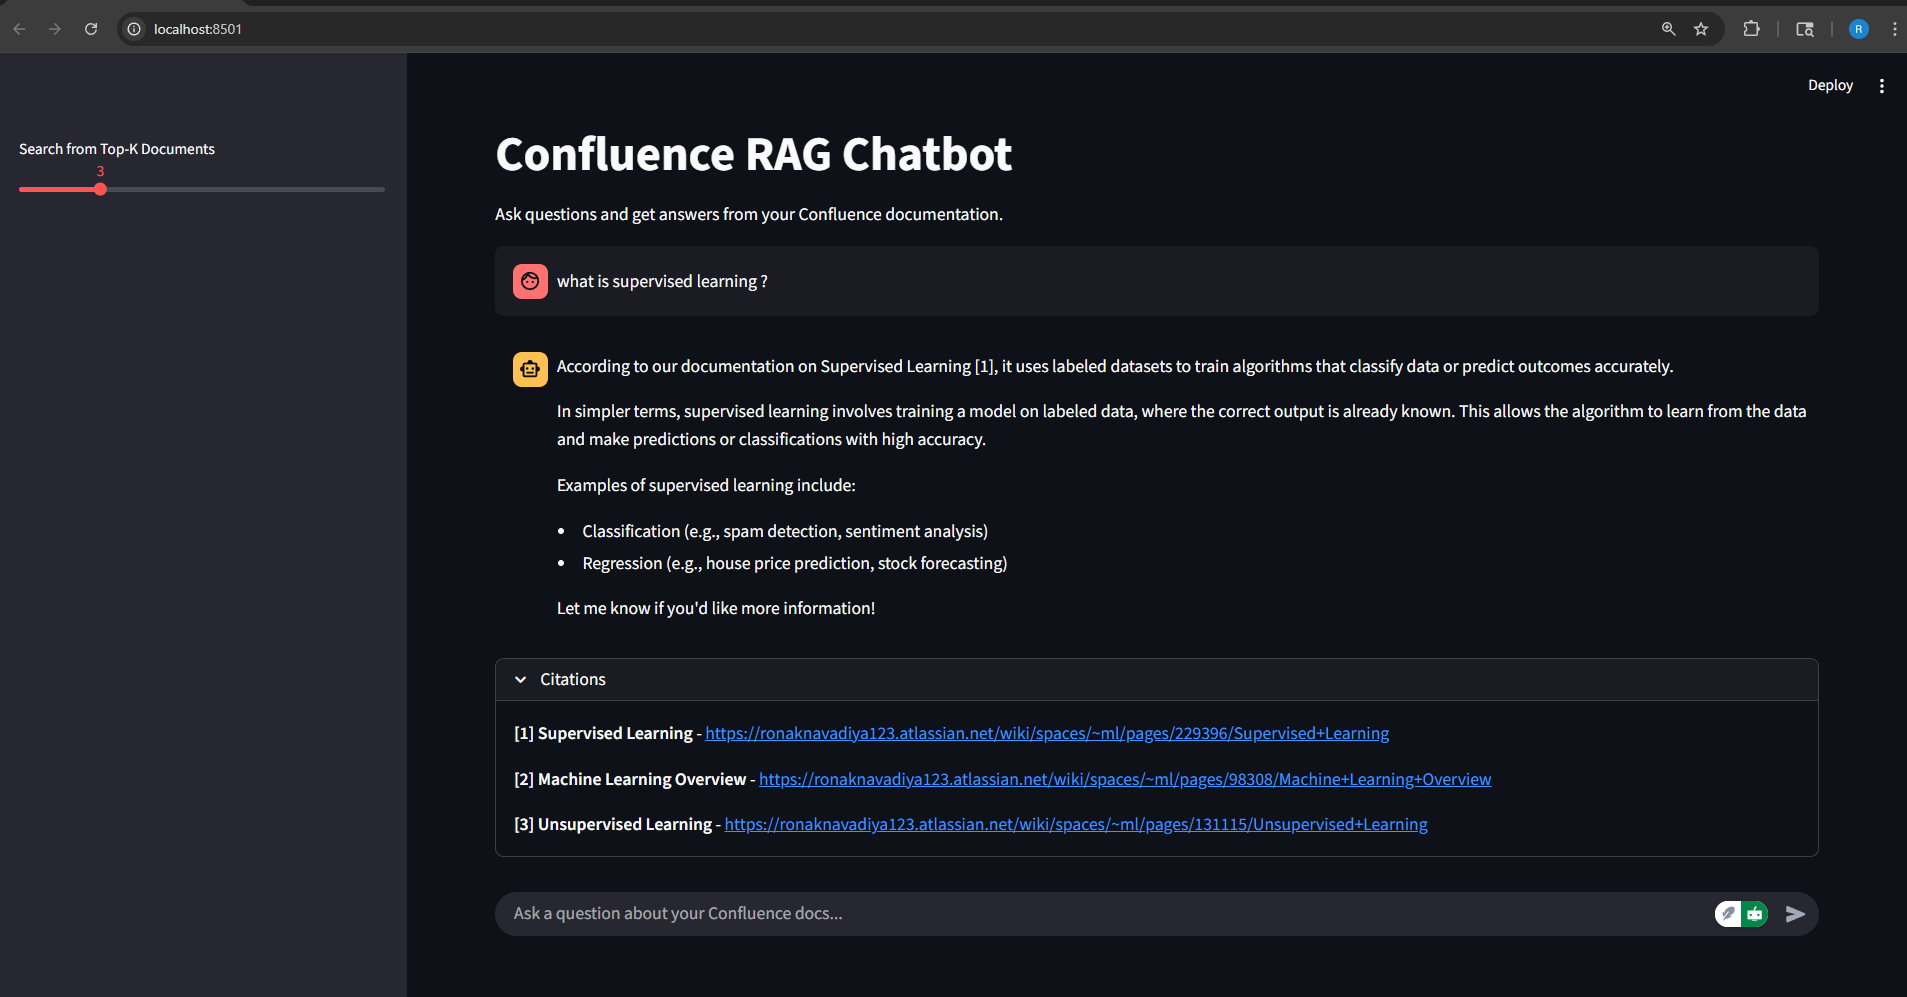 localhost:8501
R
Deploy
Search from Top-K Documents
3
Confluence RAG Chatbot
Ask questions and get answers from your Confluence documentation.
what is supervised learning ?
According to our documentation on Supervised Learning [1], it uses labeled datasets to train algorithms that classify data or predict outcomes accurately.
In simpler terms, supervised learning involves training a model on labeled data, where the correct output is already known. This allows the algorithm to learn from the data
and make predictions or classifications with high accuracy.
Examples of supervised learning include:
• Classification (e.g., spam detection, sentiment analysis)
• Regression (e.g., house price prediction, stock forecasting)
Let me know if you'd like more information!
Citations
[1] Supervised Learning - https://ronaknavadiya123.atlassian.net/wiki/spaces/~ml/pages/229396/Supervised+Learning
[2] Machine Learning Overview - https://ronaknavadiya123.atlassian.net/wiki/spaces/~ml/pages/98308/Machine+Learning+Overview
[3] Unsupervised Learning - https://ronaknavadiya123.atlassian.net/wiki/spaces/~ml/pages/131115/Unsupervised+Learning
Ask a question about your Confluence docs...